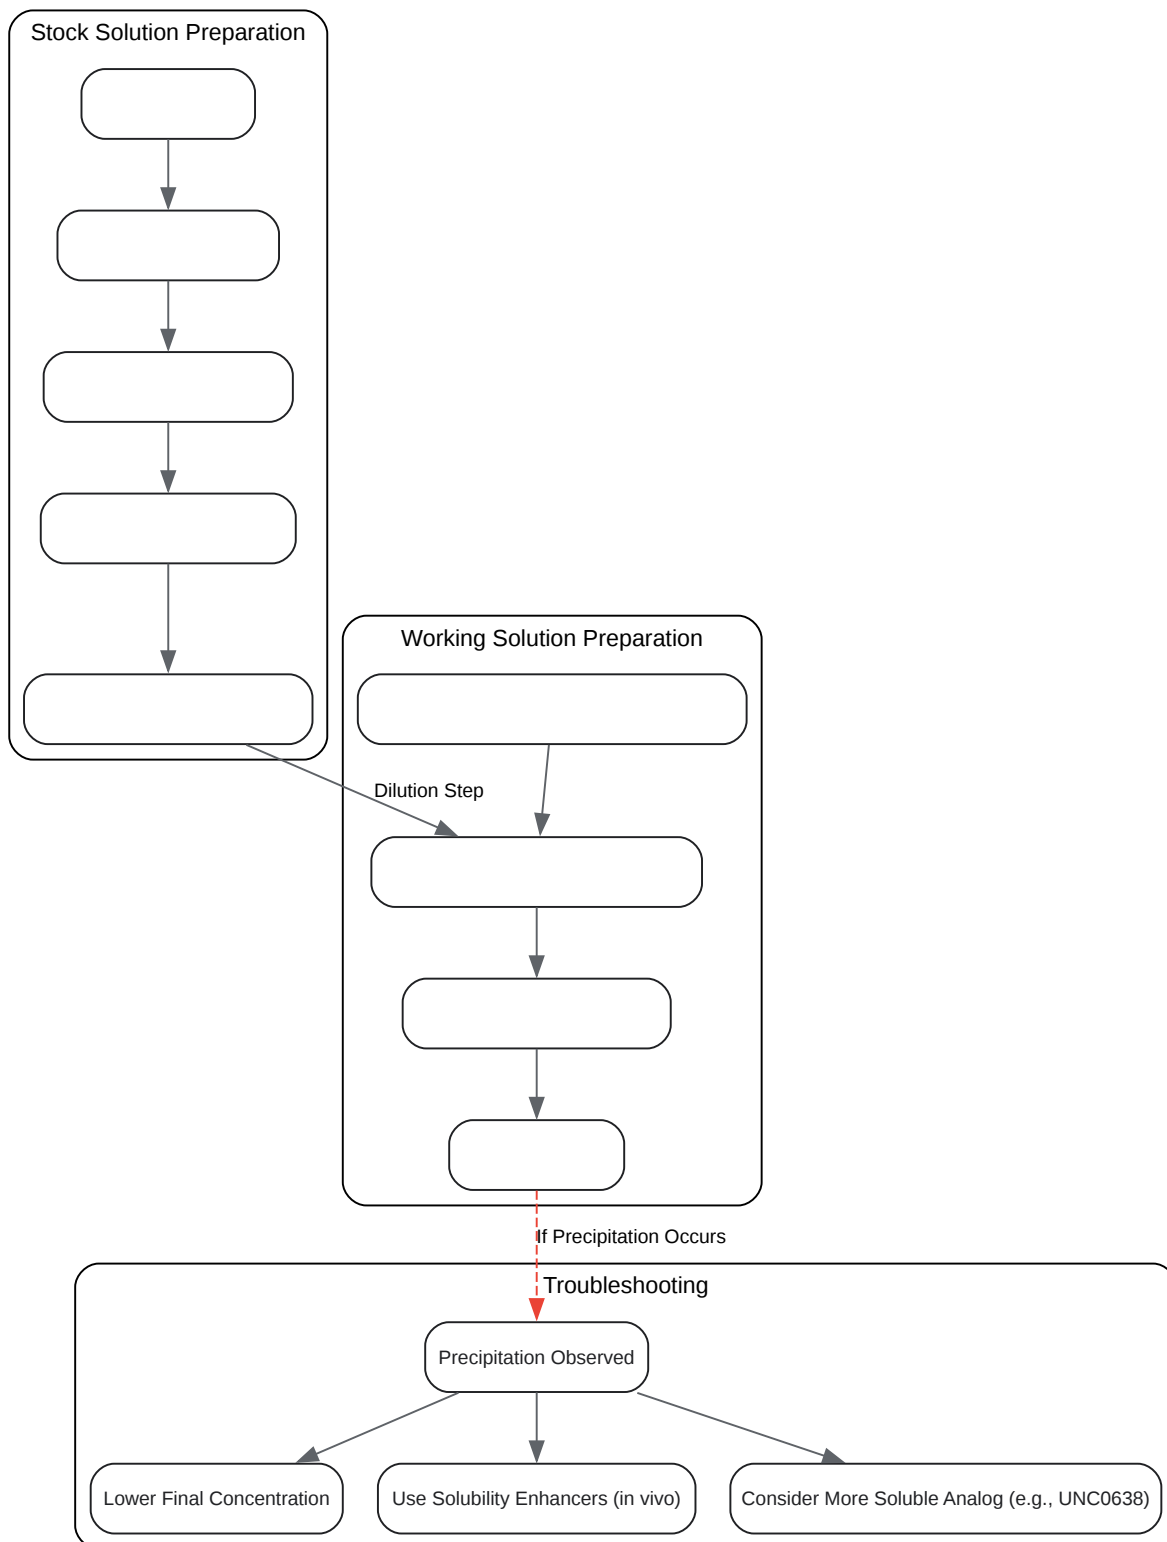 Stock Solution Preparation
Working Solution Preparation
Dilution Step
If Precipitation Occurs
Troubleshooting
Precipitation Observed
Lower Final Concentration
Use Solubility Enhancers (in vivo)
Consider More Soluble Analog (e.g., UNC0638)